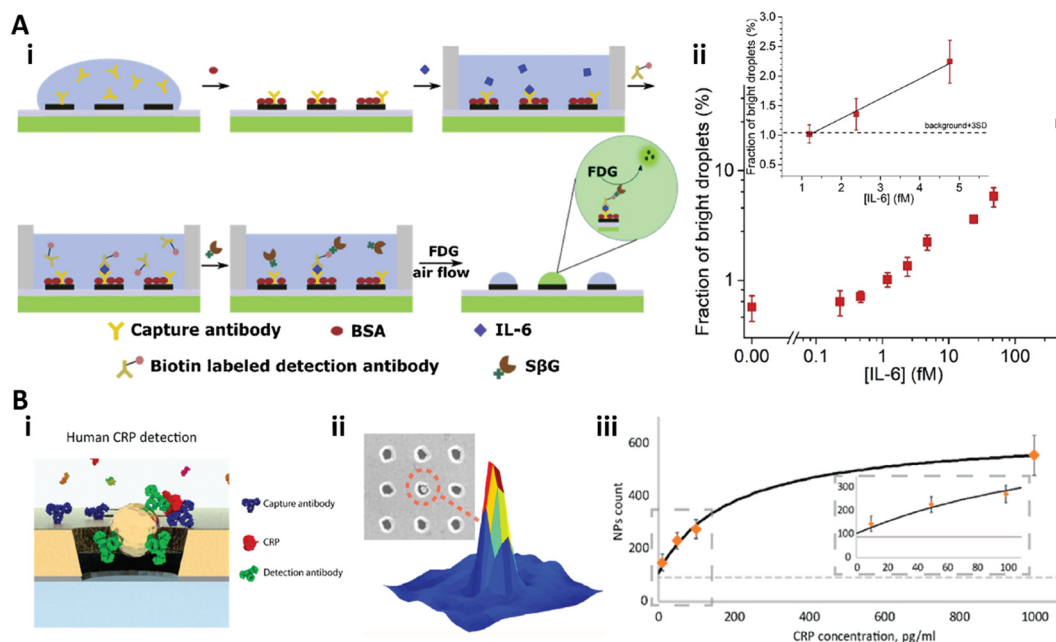 A
i
FDG
FDG
air flow
Capture antibody
BSA
IL-6
Biotin labeled detection antibody
SβG
ii
Fraction of bright droplets (%)
10
1
0.00
0.1
1
10
100
[IL-6] (fM)
Fraction of bright droplets (%)
3.0
2.5
2.0
1.5
1.0
0.5
background+3SD
1
2
3
4
5
[IL-6] (fM)
B
i
Human CRP detection
Capture antibody
CRP
Detection antibody
ii
iii
NPs count
600
400
200
0
0
200
400
600
800
1000
CRP concentration, pg/ml
300
200
100
0
0
20
40
60
80
100